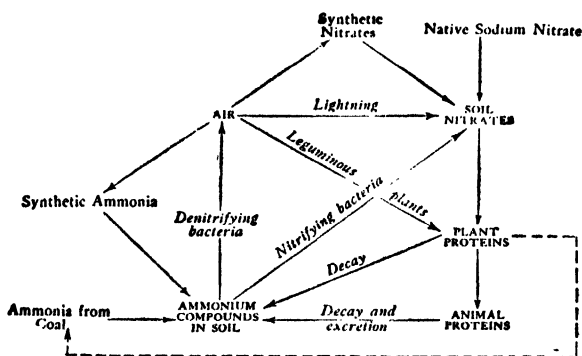 Synthetic
Nitrates
Native Sodium Nitrate
AIR
Lightning
SOIL
NITRATES
Leguminous
plants
Synthetic Ammonia
Denitrifying
bacteria
Nitrifying bacteria
PLANT
PROTEINS
Decay
Ammonia from
Coal
AMMONIUM
COMPOUNDS
IN SOIL
Decay and
excretion
ANIMAL
PROTEINS